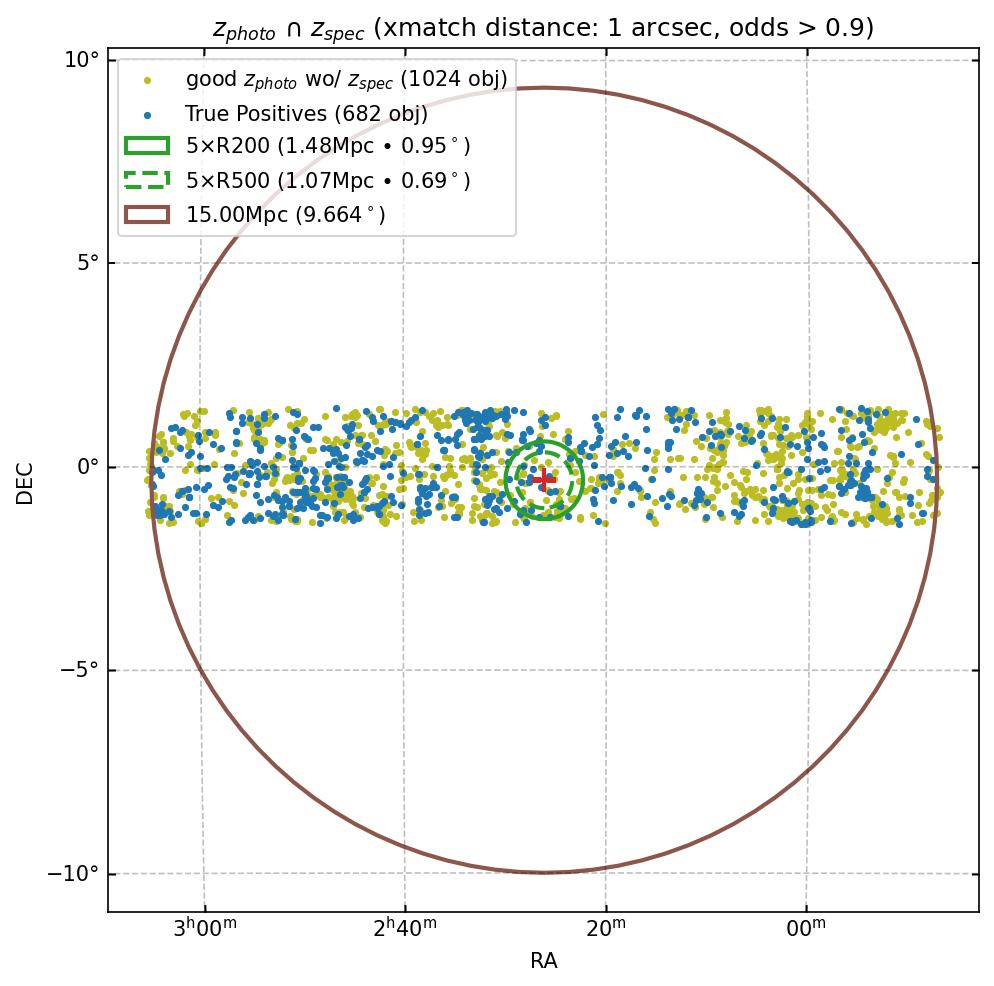 z_photo ∩ z_spec (xmatch distance: 1 arcsec, odds > 0.9)
good z_photo wo/ z_spec (1024 obj)
True Positives (682 obj)
5×R200 (1.48Mpc • 0.95°)
5×R500 (1.07Mpc • 0.69°)
15.00Mpc (9.664°)
10°
5°
0°
−5°
−10°
DEC
3ʰ00ᵐ
2ʰ40ᵐ
20ᵐ
00ᵐ
RA